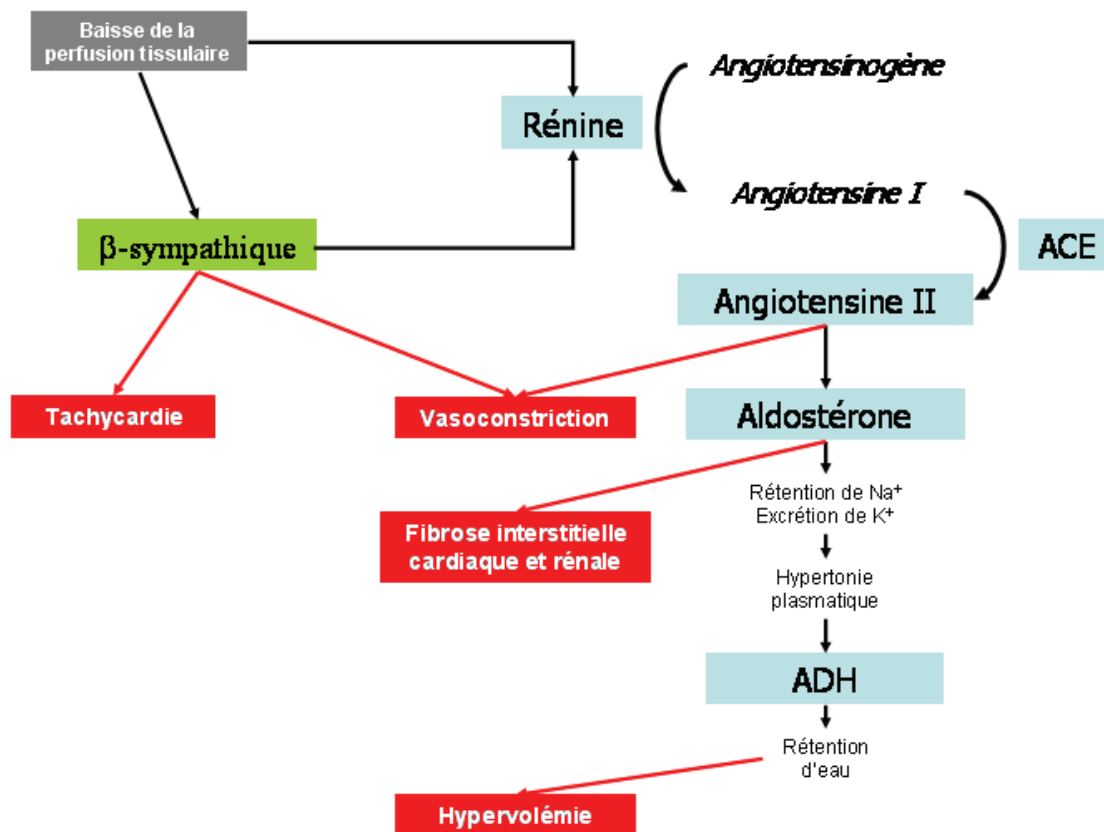 Baisse de la
perfusion tissulaire
Angiotensinogène
Rénine
Angiotensine I
β-sympathique
ACE
Angiotensine II
Tachycardie
Vasoconstriction
Aldostérone
Rétention de Na⁺
Excrétion de K⁺
Fibrose interstitielle
cardiaque et rénale
Hypertonie
plasmatique
ADH
Rétention
d'eau
Hypervolémie